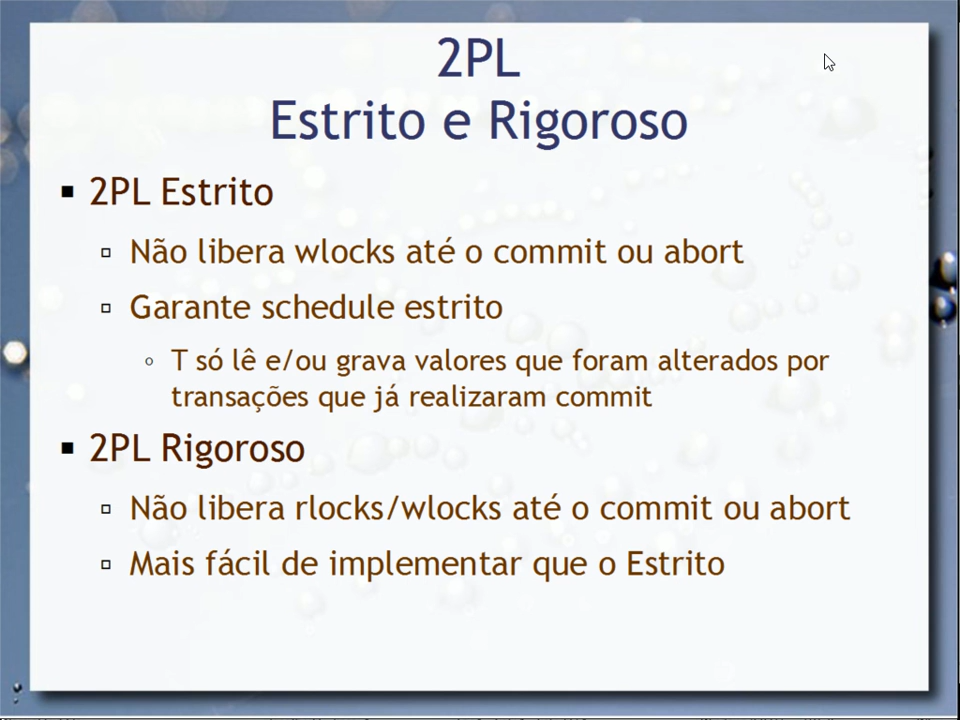 2PL
Estrito e Rigoroso
2PL Estrito
Não libera wlocks até o commit ou abort
Garante schedule estrito
T só lê e/ou grava valores que foram alterados por
transações que já realizaram commit
2PL Rigoroso
Não libera rlocks/wlocks até o commit ou abort
Mais fácil de implementar que o Estrito